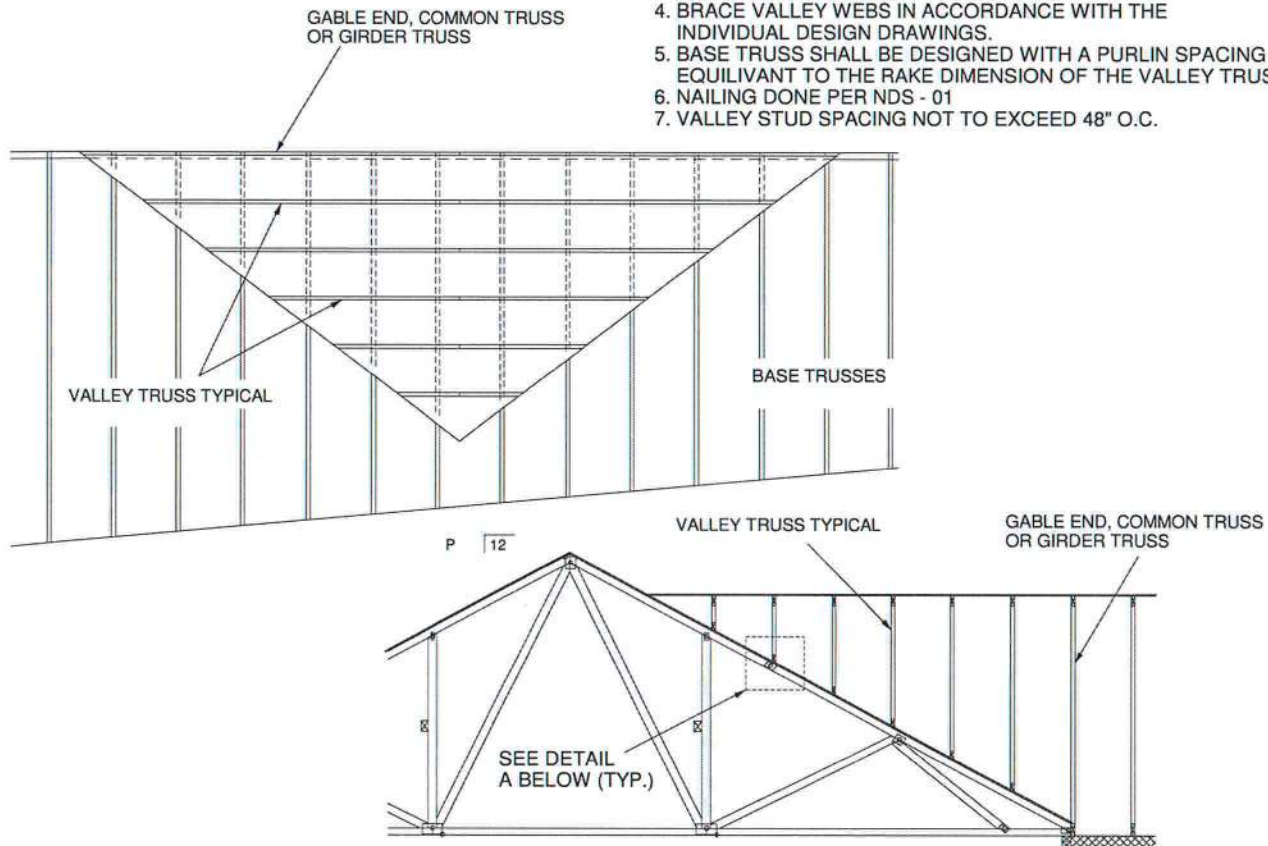 GABLE END, COMMON TRUSS
OR GIRDER TRUSS
4. BRACE VALLEY WEBS IN ACCORDANCE WITH THE
INDIVIDUAL DESIGN DRAWINGS.
5. BASE TRUSS SHALL BE DESIGNED WITH A PURLIN SPACING
EQUILIVANT TO THE RAKE DIMENSION OF THE VALLEY TRUS
6. NAILING DONE PER NDS - 01
7. VALLEY STUD SPACING NOT TO EXCEED 48" O.C.
VALLEY TRUSS TYPICAL
BASE TRUSSES
P 12
VALLEY TRUSS TYPICAL
GABLE END, COMMON TRUSS
OR GIRDER TRUSS
SEE DETAIL
A BELOW (TYP.)